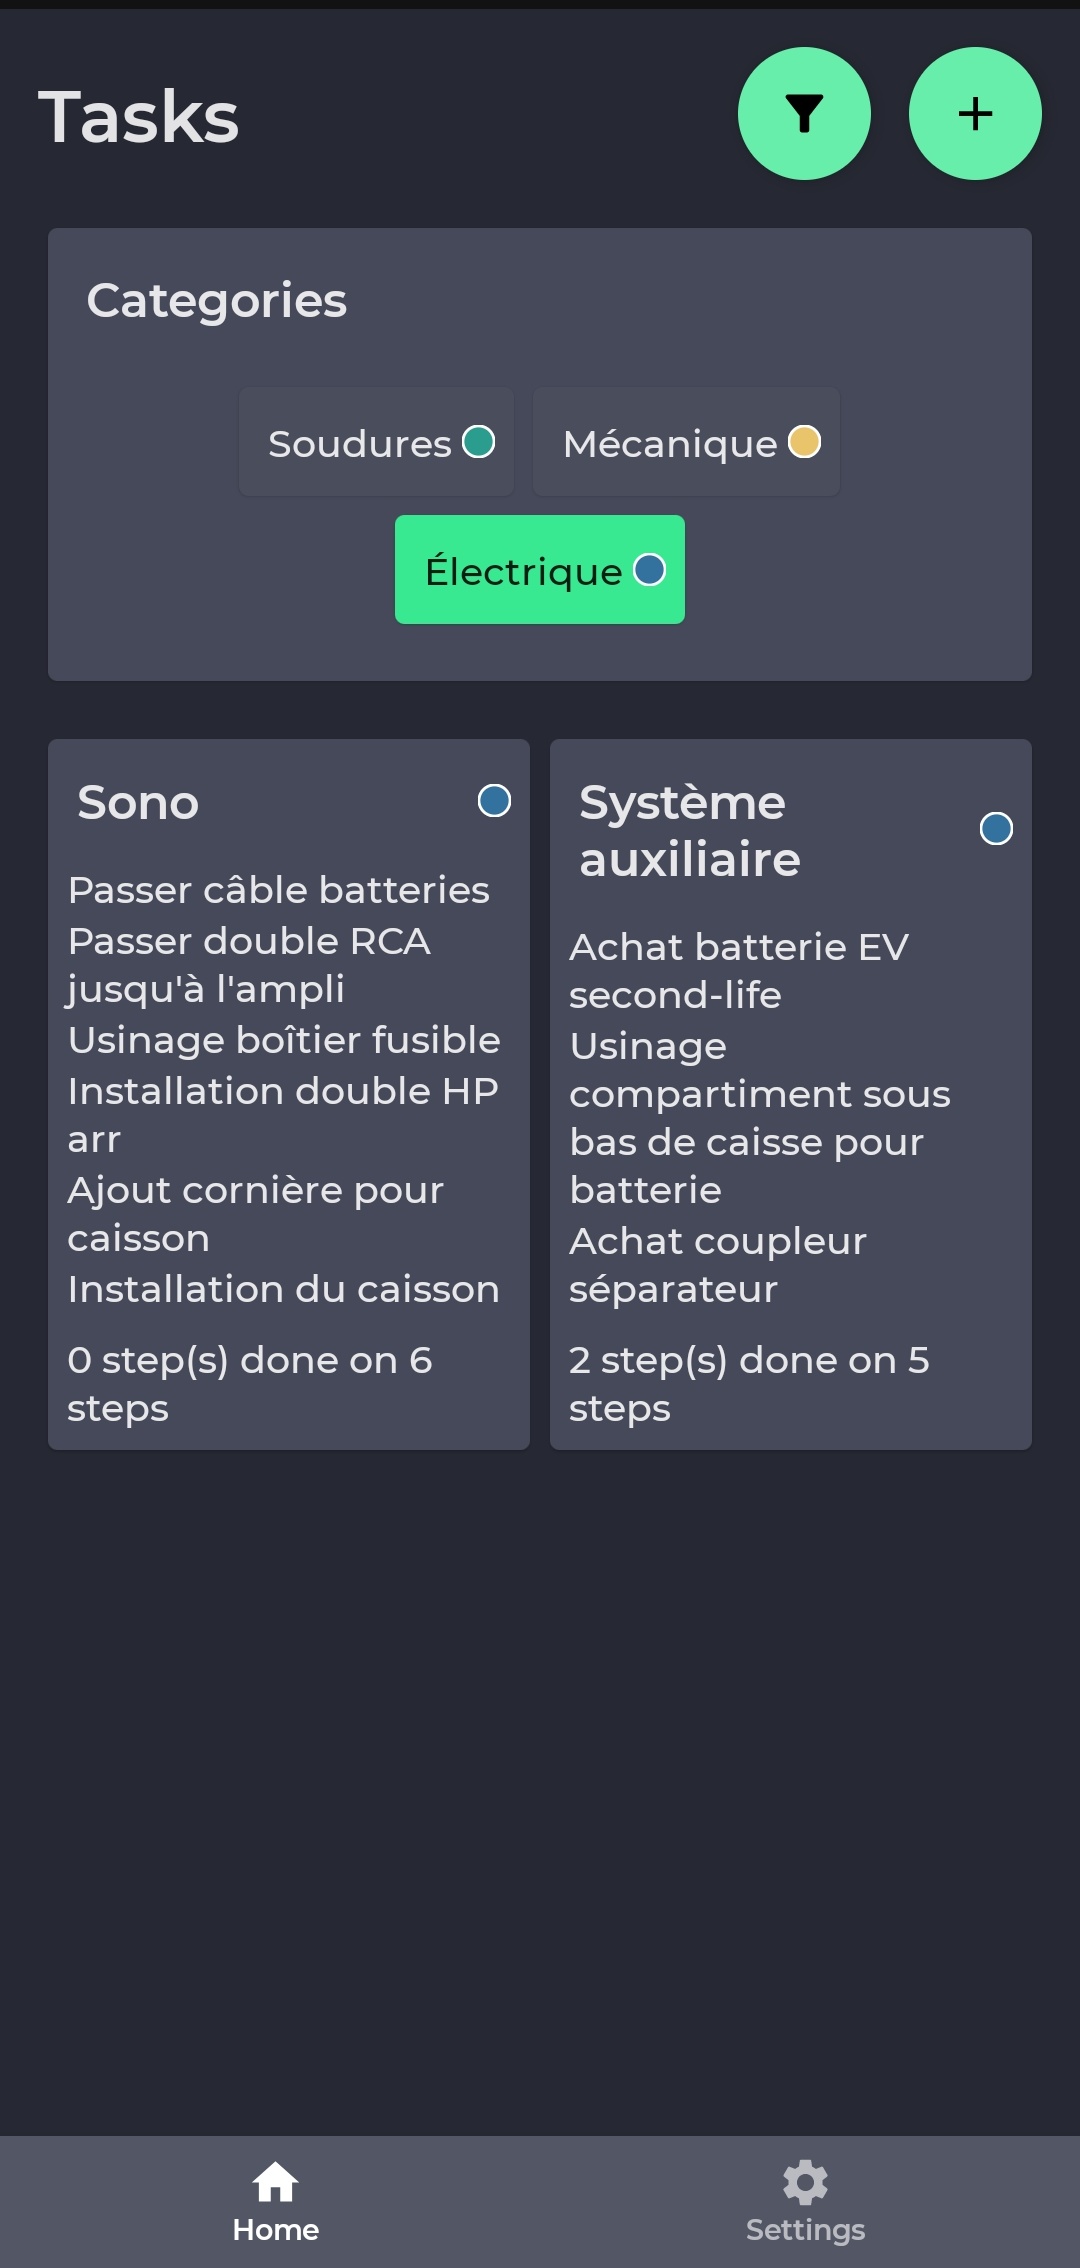 Tasks
Categories
Soudures
Mécanique
Électrique
Sono
Passer câble batteries
Passer double RCA
jusqu'à l'ampli
Usinage boîtier fusible
Installation double HP
arr
Ajout cornière pour
caisson
Installation du caisson
0 step(s) done on 6
steps
Système
auxiliaire
Achat batterie EV
second-life
Usinage
compartiment sous
bas de caisse pour
batterie
Achat coupleur
séparateur
2 step(s) done on 5
steps
Home
Settings